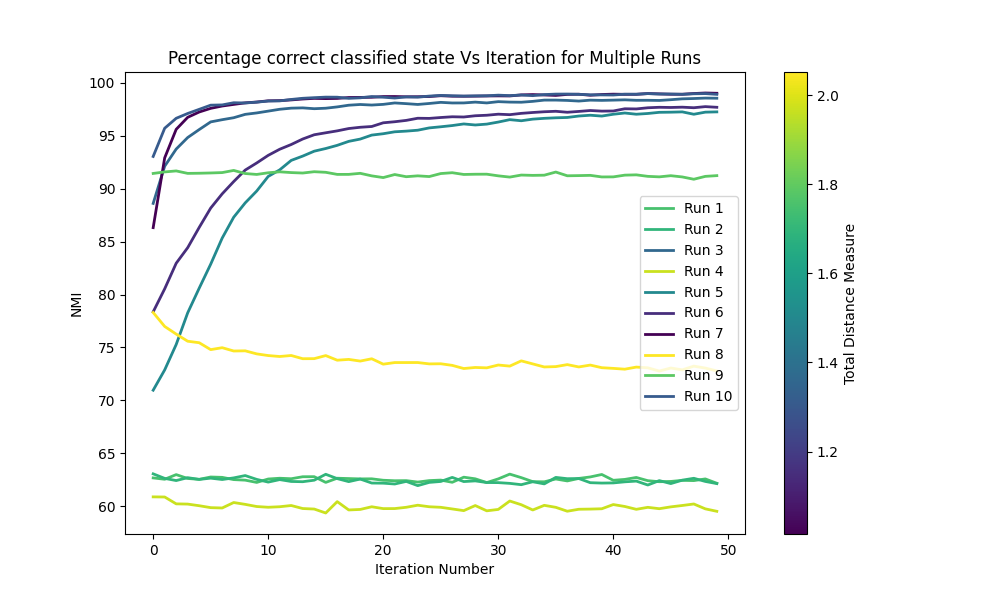 Percentage correct classified state Vs Iteration for Multiple Runs
NMI
100
95
90
85
80
75
70
65
60
0
10
20
30
40
50
Iteration Number
Run 1
Run 2
Run 3
Run 4
Run 5
Run 6
Run 7
Run 8
Run 9
Run 10
2.0
1.8
1.6
1.4
1.2
Total Distance Measure